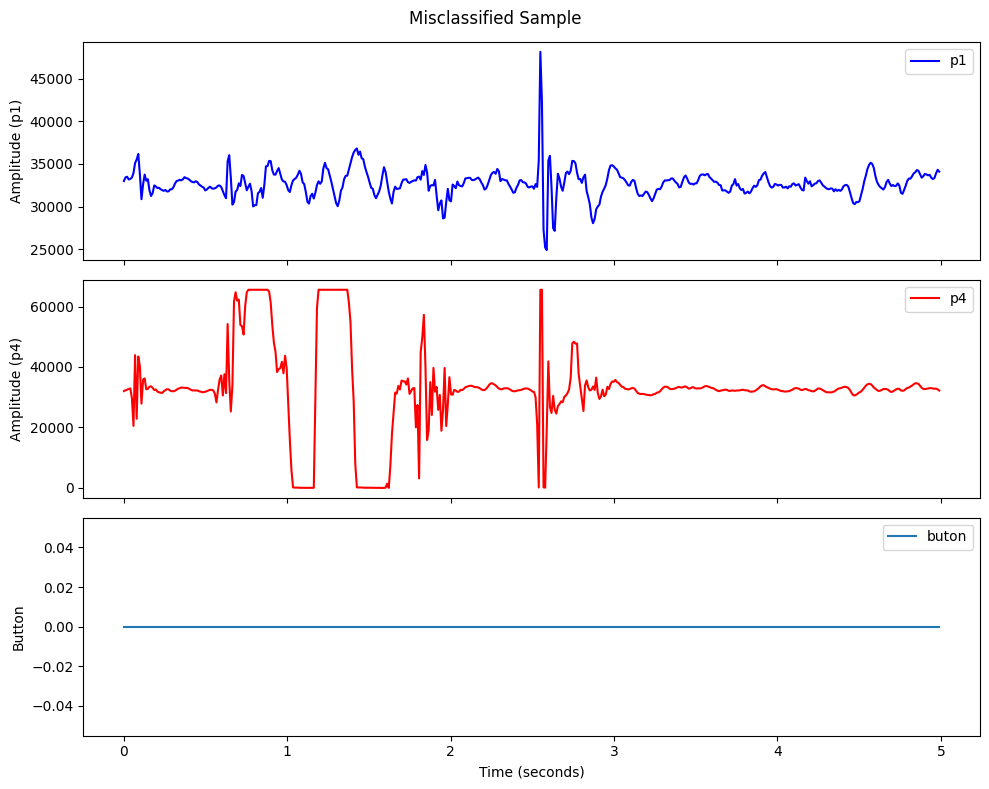 Misclassified Sample
Amplitude (p1)
45000
40000
35000
30000
25000
p1
Amplitude (p4)
60000
40000
20000
0
p4
Button
0.04
0.02
0.00
−0.02
−0.04
buton
0 1 2 3 4 5
Time (seconds)